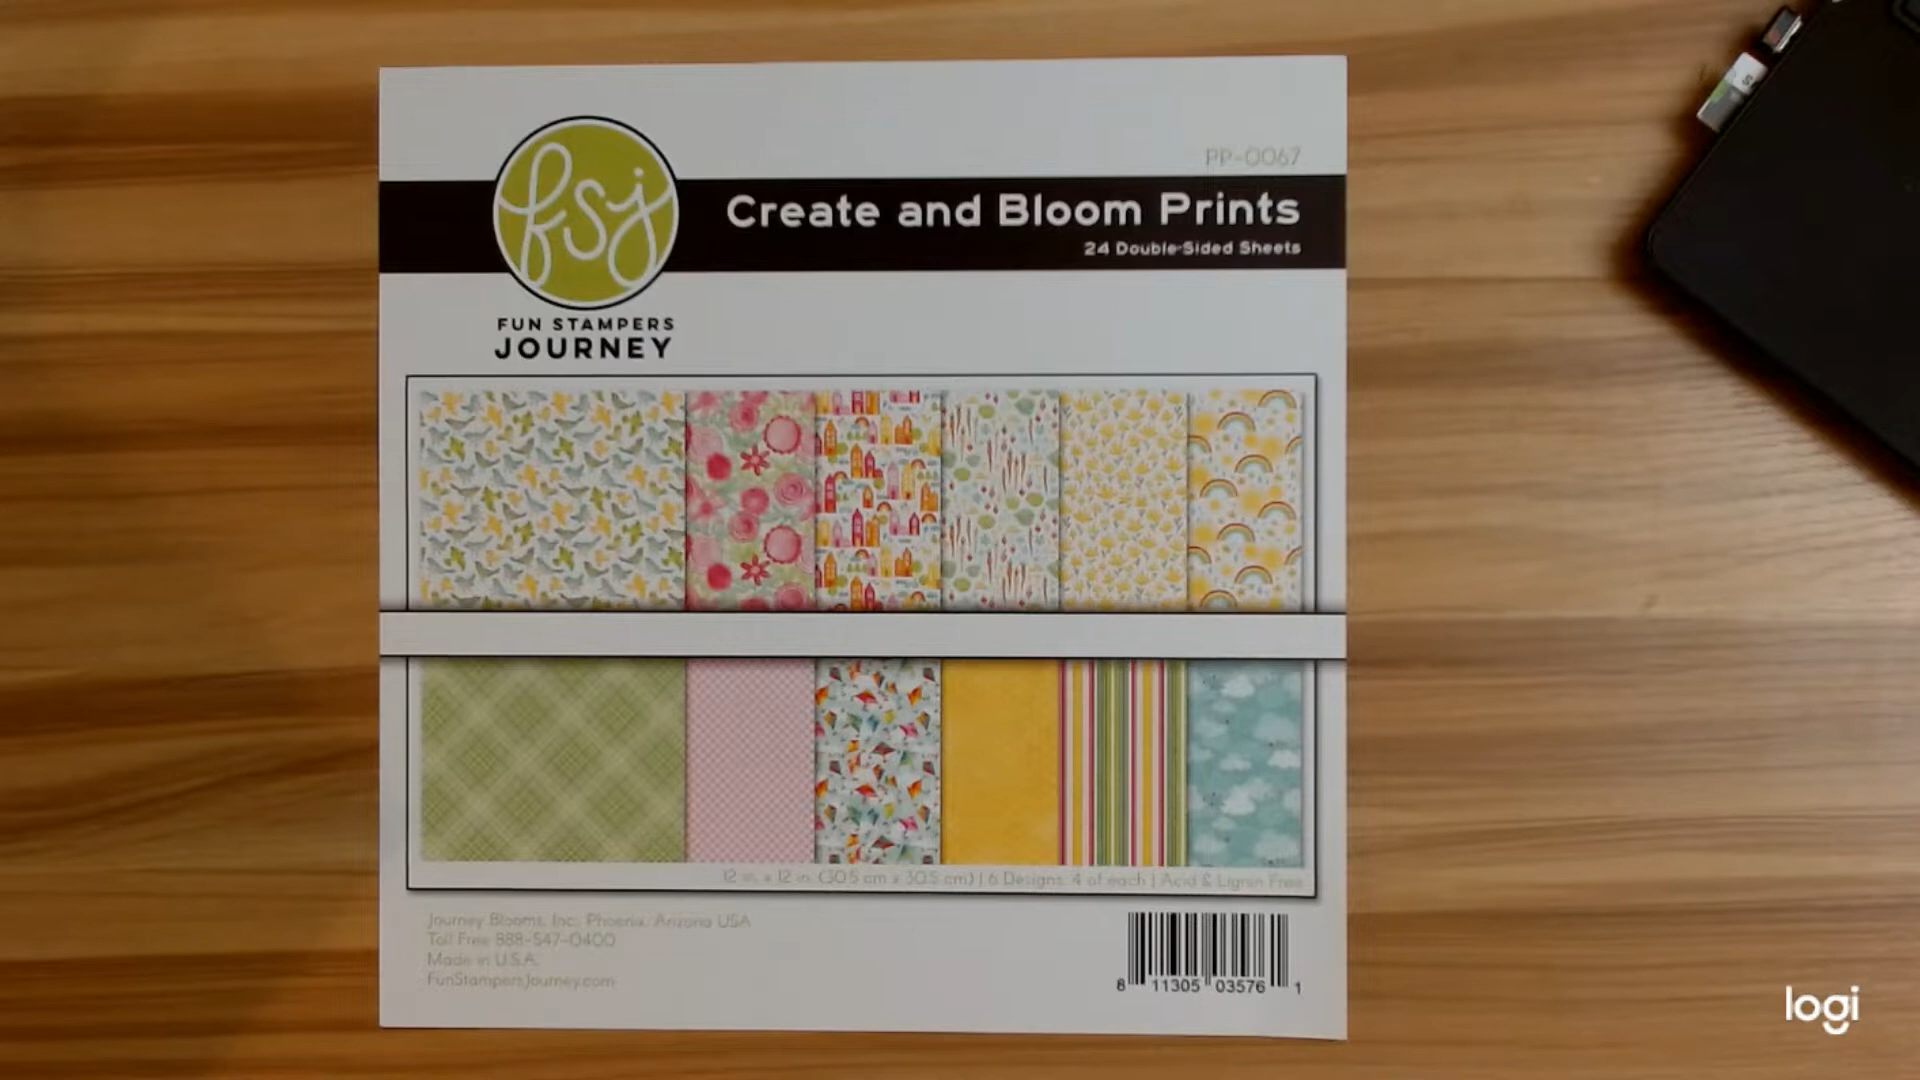 PP-0067
fsj
Create and Bloom Prints
24 Double-Sided Sheets
FUN STAMPERS
JOURNEY
12 in. x 12 in. (30.5 cm x 30.5 cm) | 6 Designs, 4 of each | Acid & Lignin Free
Journey Blooms, Inc. Phoenix, Arizona USA
Toll Free 888-547-0400
Made in U.S.A.
FunStampersJourney.com
8 11305 03576 1
logi